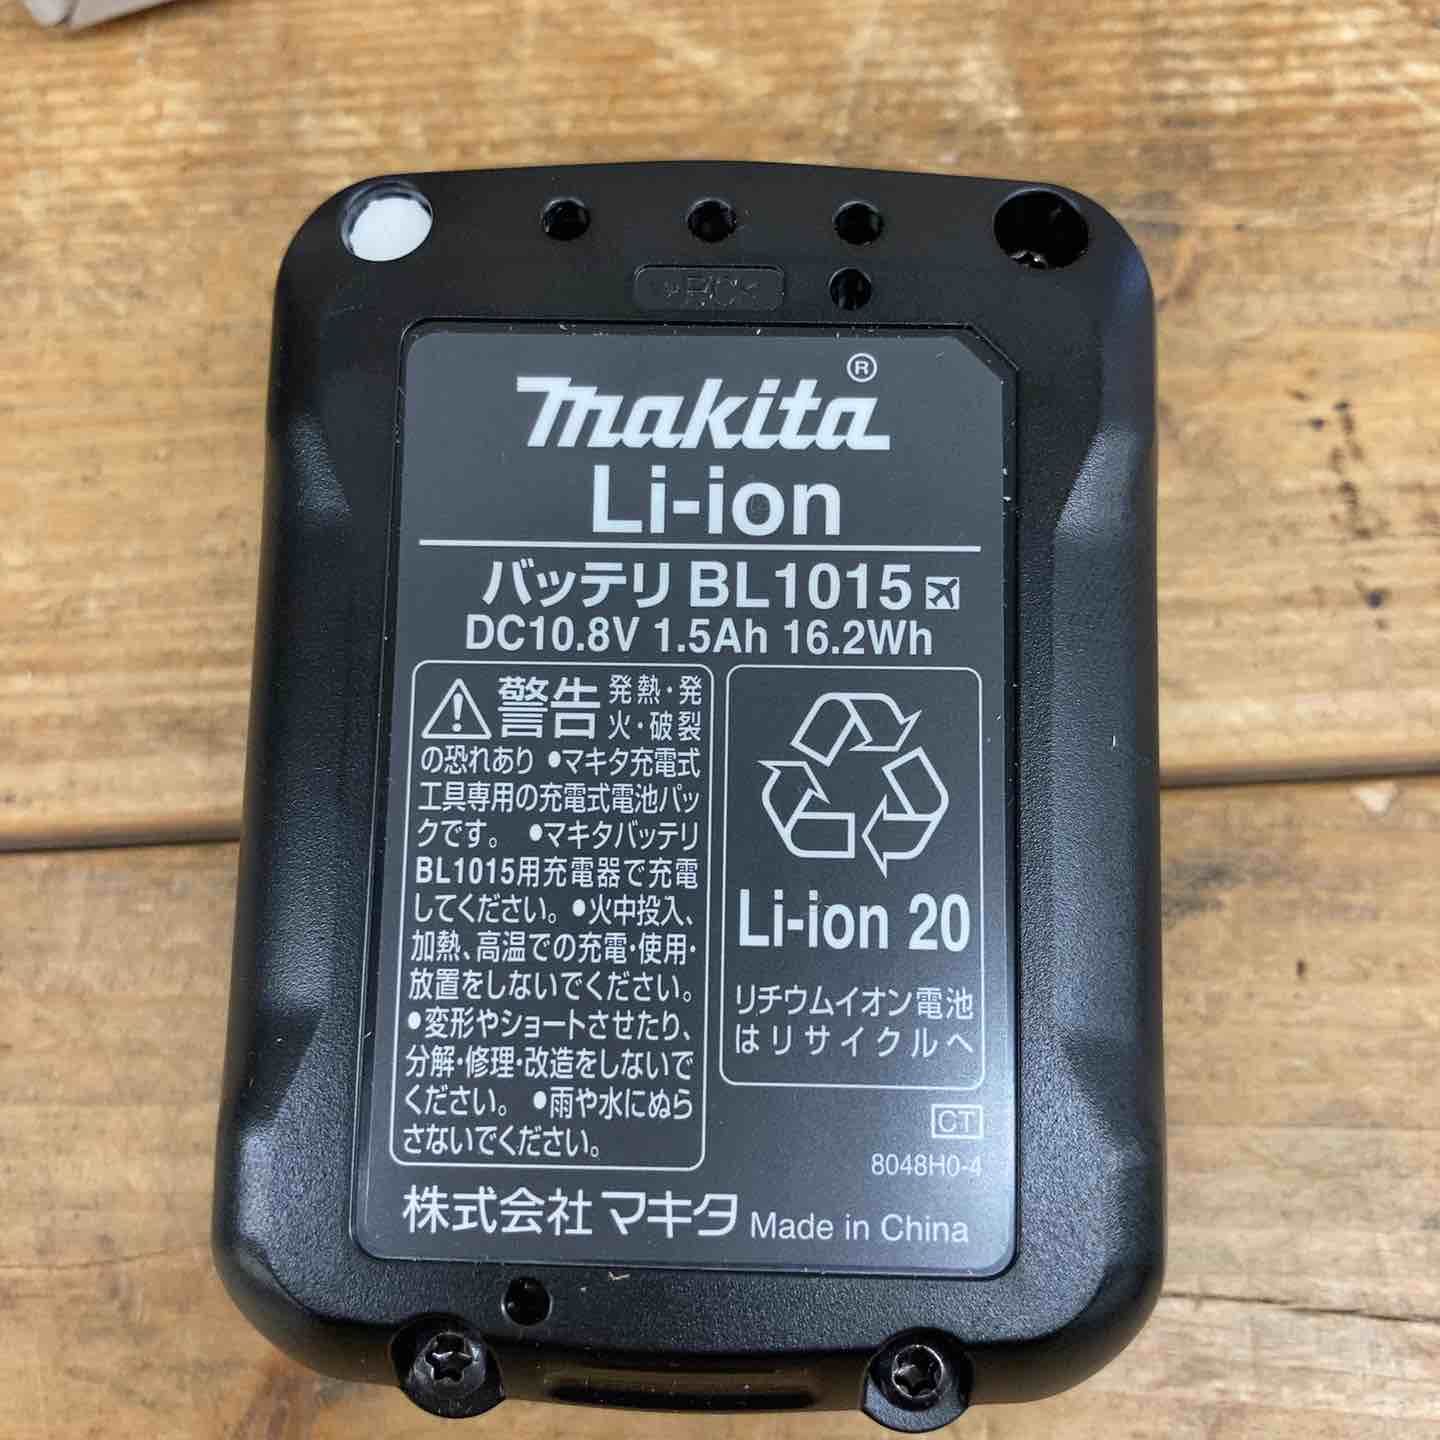 makita®
Li-ion
バッテリ BL1015
DC10.8V 1.5Ah 16.2Wh
警告 発熱・発
火・破裂
の恐れあり ●マキタ充電式
工具専用の充電式電池パッ
クです。 ●マキタバッテリ
BL1015用充電器で充電
してください。●火中投入、
加熱、高温での充電・使用・
放置をしないでください。
●変形やショートさせたり、
分解・修理・改造をしないで
ください。 ●雨や水にぬら
さないでください。
Li-ion 20
リチウムイオン電池
はリサイクルへ
CT
8048H0-4
株式会社マキタ Made in China